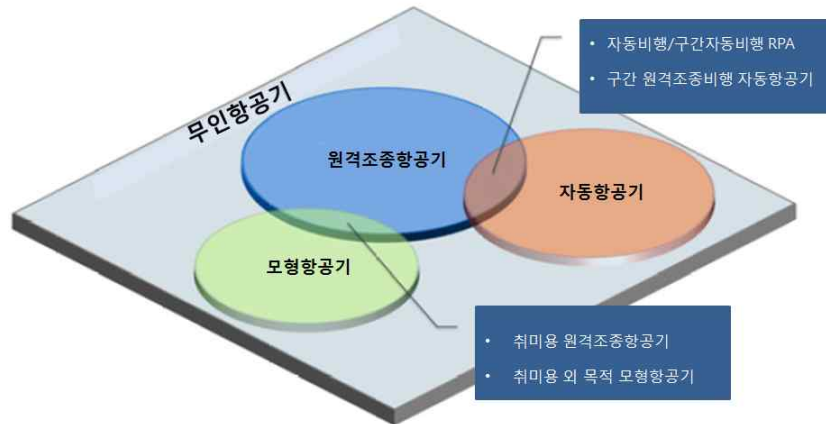 무인항공기
• 자동비행/구간자동비행 RPA
• 구간 원격조종비행 자동항공기
원격조종항공기
자동항공기
모형항공기
• 취미용 원격조종항공기
• 취미용 외 목적 모형항공기